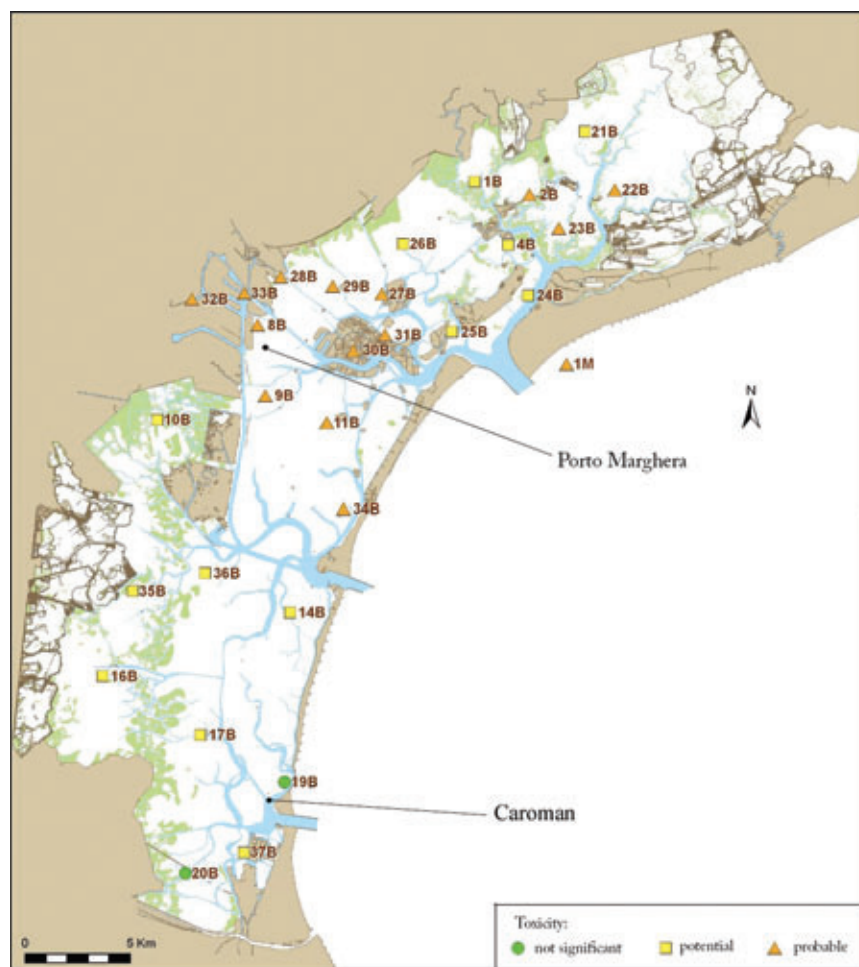 21B
1B
2B
22B
23B
26B
4B
28B
29B
27B
33B
32B
24B
8B
31B
25B
30B
1M
9B
N
10B
11B
Porto Marghera
34B
36B
35B
14B
16B
17B
19B
Caroman
37B
20B
Toxicity:
not significant potential probable
0 5 Km